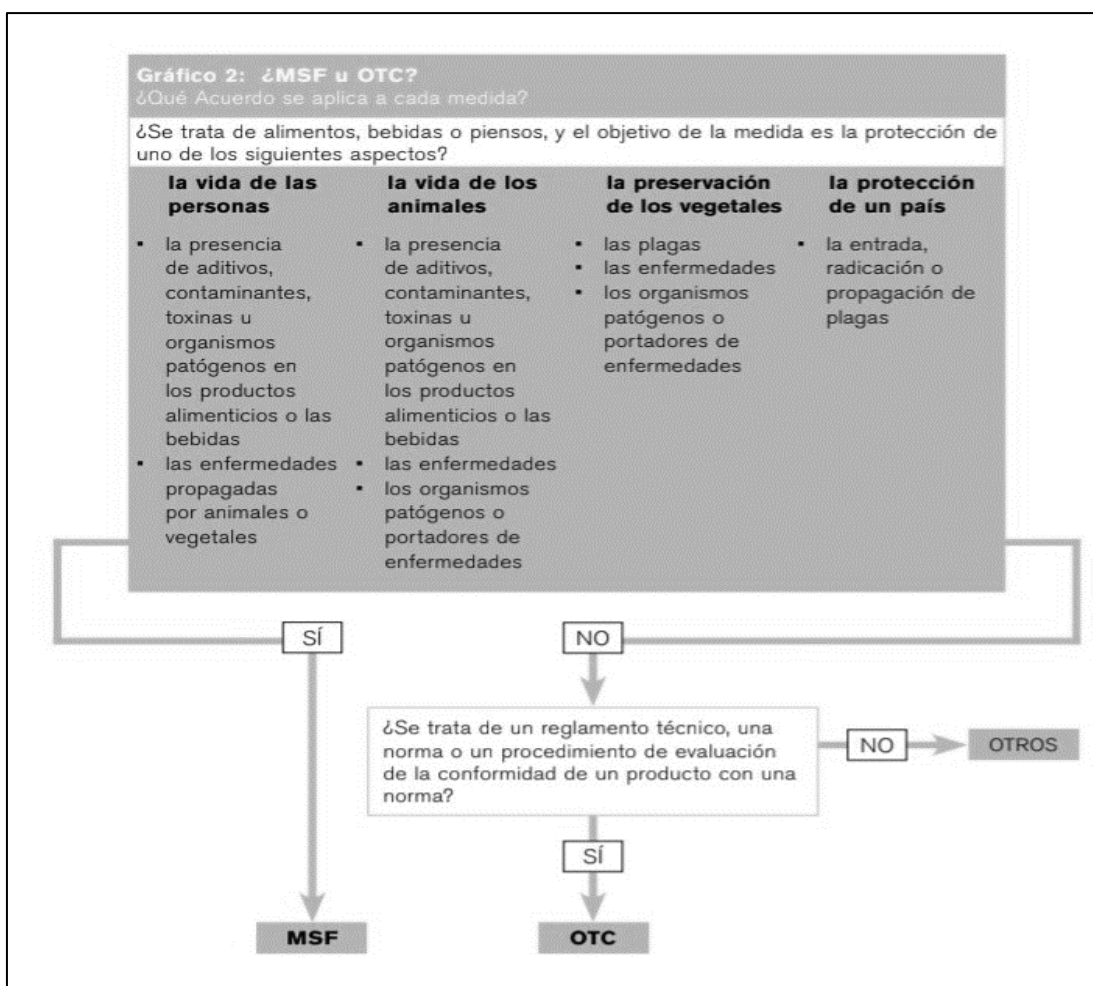 Gráfico 2: ¿MSF u OTC?
¿Qué Acuerdo se aplica a cada medida?
¿Se trata de alimentos, bebidas o piensos, y el objetivo de la medida es la protección de
uno de los siguientes aspectos?
la vida de las
personas
▪ la presencia
de aditivos,
contaminantes,
toxinas u
organismos
patógenos en
los productos
alimenticios o las
bebidas
▪ las enfermedades
propagadas
por animales o
vegetales
la vida de los
animales
▪ la presencia
de aditivos,
contaminantes,
toxinas u
organismos
patógenos en
los productos
alimenticios o las
bebidas
▪ las enfermedades
▪ los organismos
patógenos o
portadores de
enfermedades
la preservación
de los vegetales
▪ las plagas
▪ las enfermedades
▪ los organismos
patógenos o
portadores de
enfermedades
la protección
de un país
▪ la entrada,
radicación o
propagación de
plagas
SÍ
NO
¿Se trata de un reglamento técnico, una
norma o un procedimiento de evaluación
de la conformidad de un producto con una
norma?
NO
OTROS
SÍ
MSF
OTC